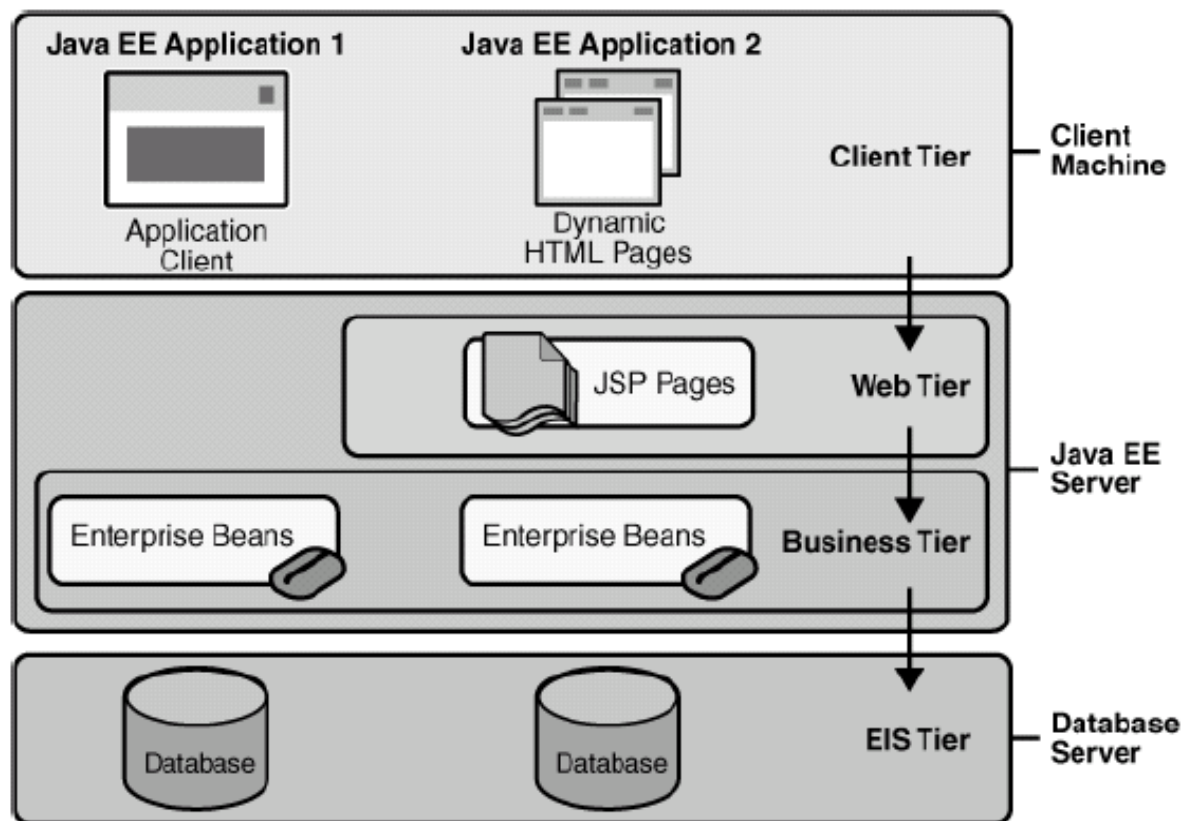 Java EE Application 1
Java EE Application 2
Application
Client
Dynamic
HTML Pages
Client Tier
Client
Machine
JSP Pages
Web Tier
Java EE
Server
Enterprise Beans
Enterprise Beans
Business Tier
Database
Database
EIS Tier
Database
Server